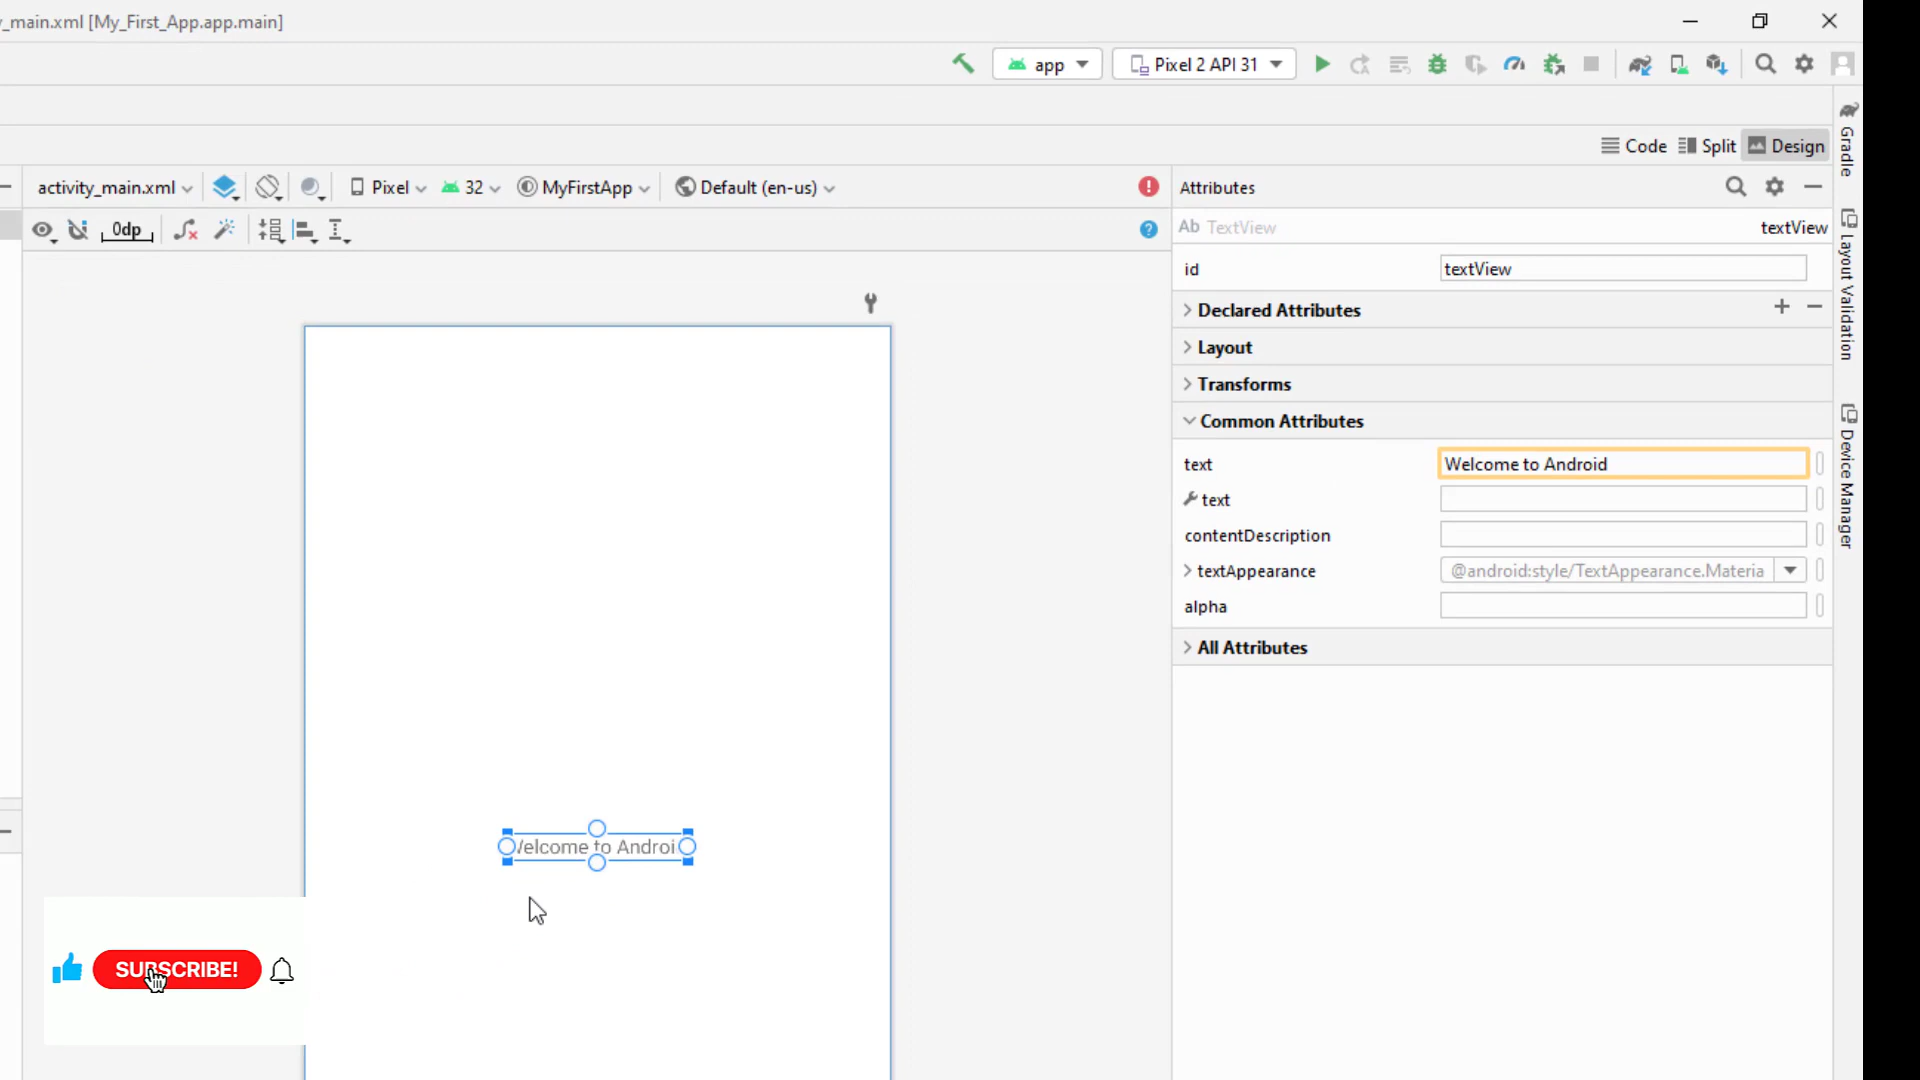 _main.xml [My_First_App.app.main]
app
Pixel 2 API 31
Code
Split
Design
Gradle
Layout Validation
Device Manager
activity_main.xml
Pixel
32
MyFirstApp
Default (en-us)
0dp
Attributes
Ab TextView
textView
id
textView
Declared Attributes
Layout
Transforms
Common Attributes
text
Welcome to Android
text
contentDescription
textAppearance
@android:style/TextAppearance.Materia
alpha
All Attributes
Welcome to Androi
SUBSCRIBE!